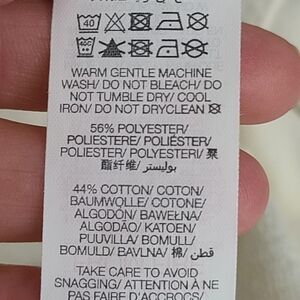 40
WARM GENTLE MACHINE
WASH/ DO NOT BLEACH/ DO
NOT TUMBLE DRY/ COOL
IRON/ DO NOT DRYCLEAN
56% POLYESTER/
POLIESTERE/ POLIÉSTER/
POLIESTER/ POLYESTERI/ 聚
酯纤维/ بوليستر
44% COTTON/ COTON/
BAUMWOLLE/ COTONE/
ALGODÓN/ BAWEŁNA/
ALGODÃO/ KATOEN/
PUUVILLA/ BOMULL/
BOMULD/ BAVLNA/ 棉/ قطن/
TAKE CARE TO AVOID
SNAGGING/ ATTENTION À NE
PAS FAIRE D'ACCROCS/